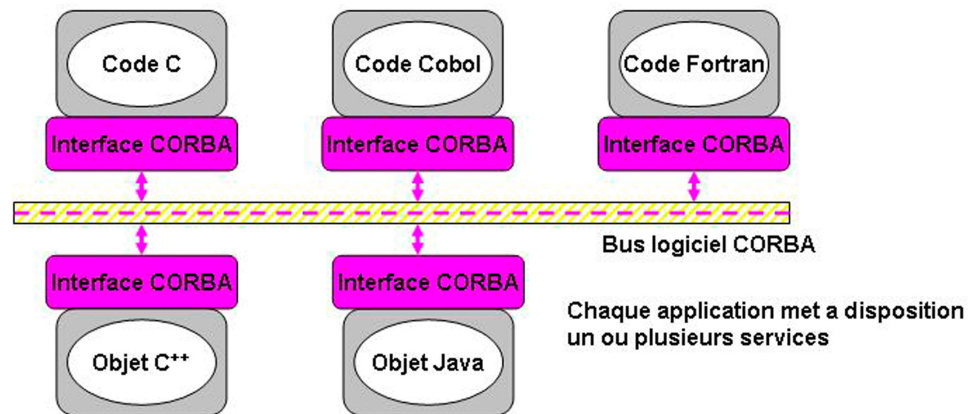 Code C
Code Cobol
Code Fortran
Interface CORBA
Interface CORBA
Interface CORBA
Bus logiciel CORBA
Interface CORBA
Interface CORBA
Chaque application met a disposition
un ou plusieurs services
Objet C++
Objet Java